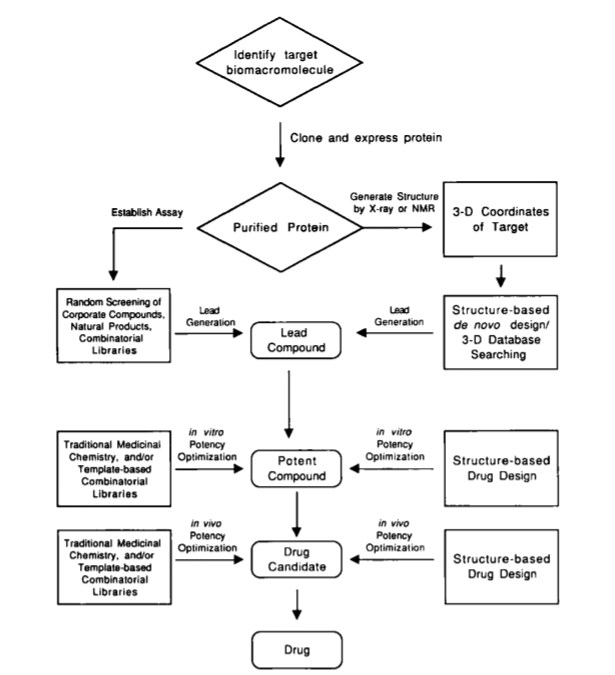 Identify target
biomacromolecule
Clone and express protein
Establish Assay
Purified Protein
Generate Structure
by X-ray or NMR
3-D Coordinates
of Target
Random Screening of
Corporate Compounds,
Natural Products,
Combinatorial
Libraries
Lead
Generation
Lead
Compound
Lead
Generation
Structure-based
de novo design/
3-D Database
Searching
Traditional Medicinal
Chemistry, and/or
Template-based
Combinatorial
Libraries
in vitro
Potency
Optimization
Potent
Compound
in vitro
Potency
Optimization
Structure-based
Drug Design
Traditional Medicinal
Chemistry, and/or
Template-based
Combinatorial
Libraries
in vivo
Potency
Optimization
Drug
Candidate
in vivo
Potency
Optimization
Structure-based
Drug Design
Drug